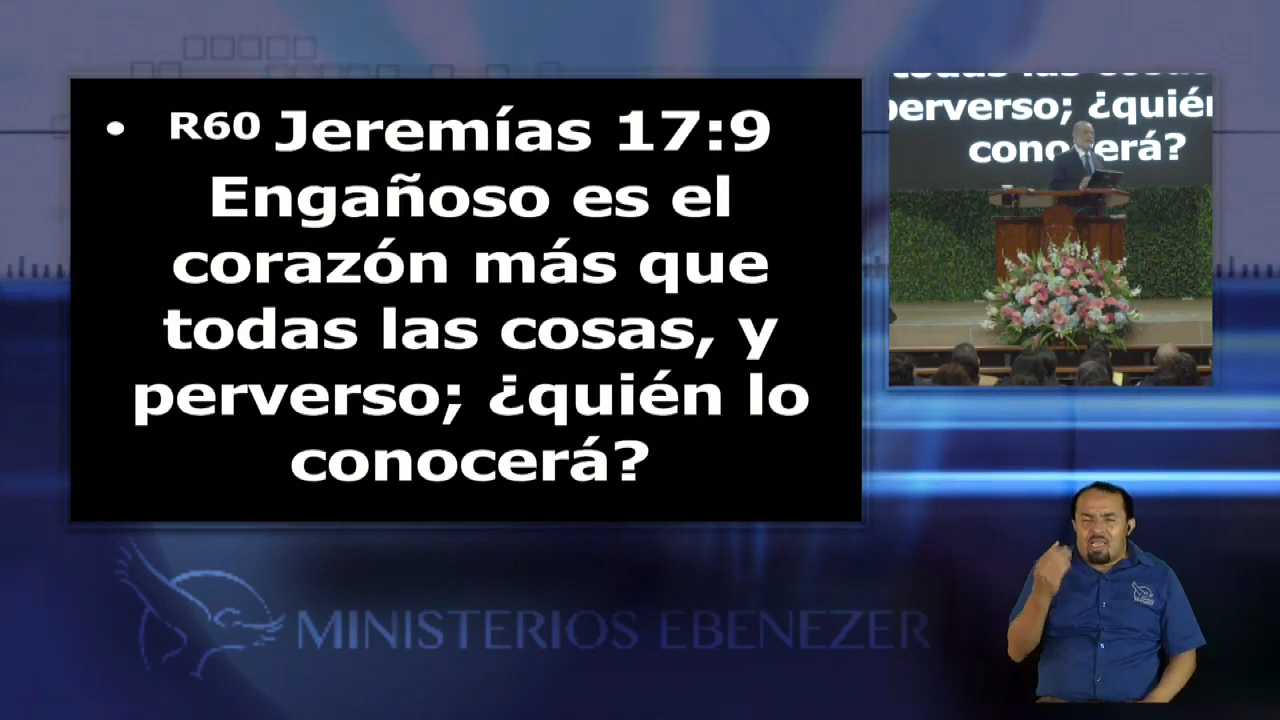 • R60 Jeremías 17:9
Engañoso es el
corazón más que
todas las cosas, y
perverso; ¿quién lo
conocerá?
perverso; ¿quién
conocerá?
MINISTERIOS EBENEZER